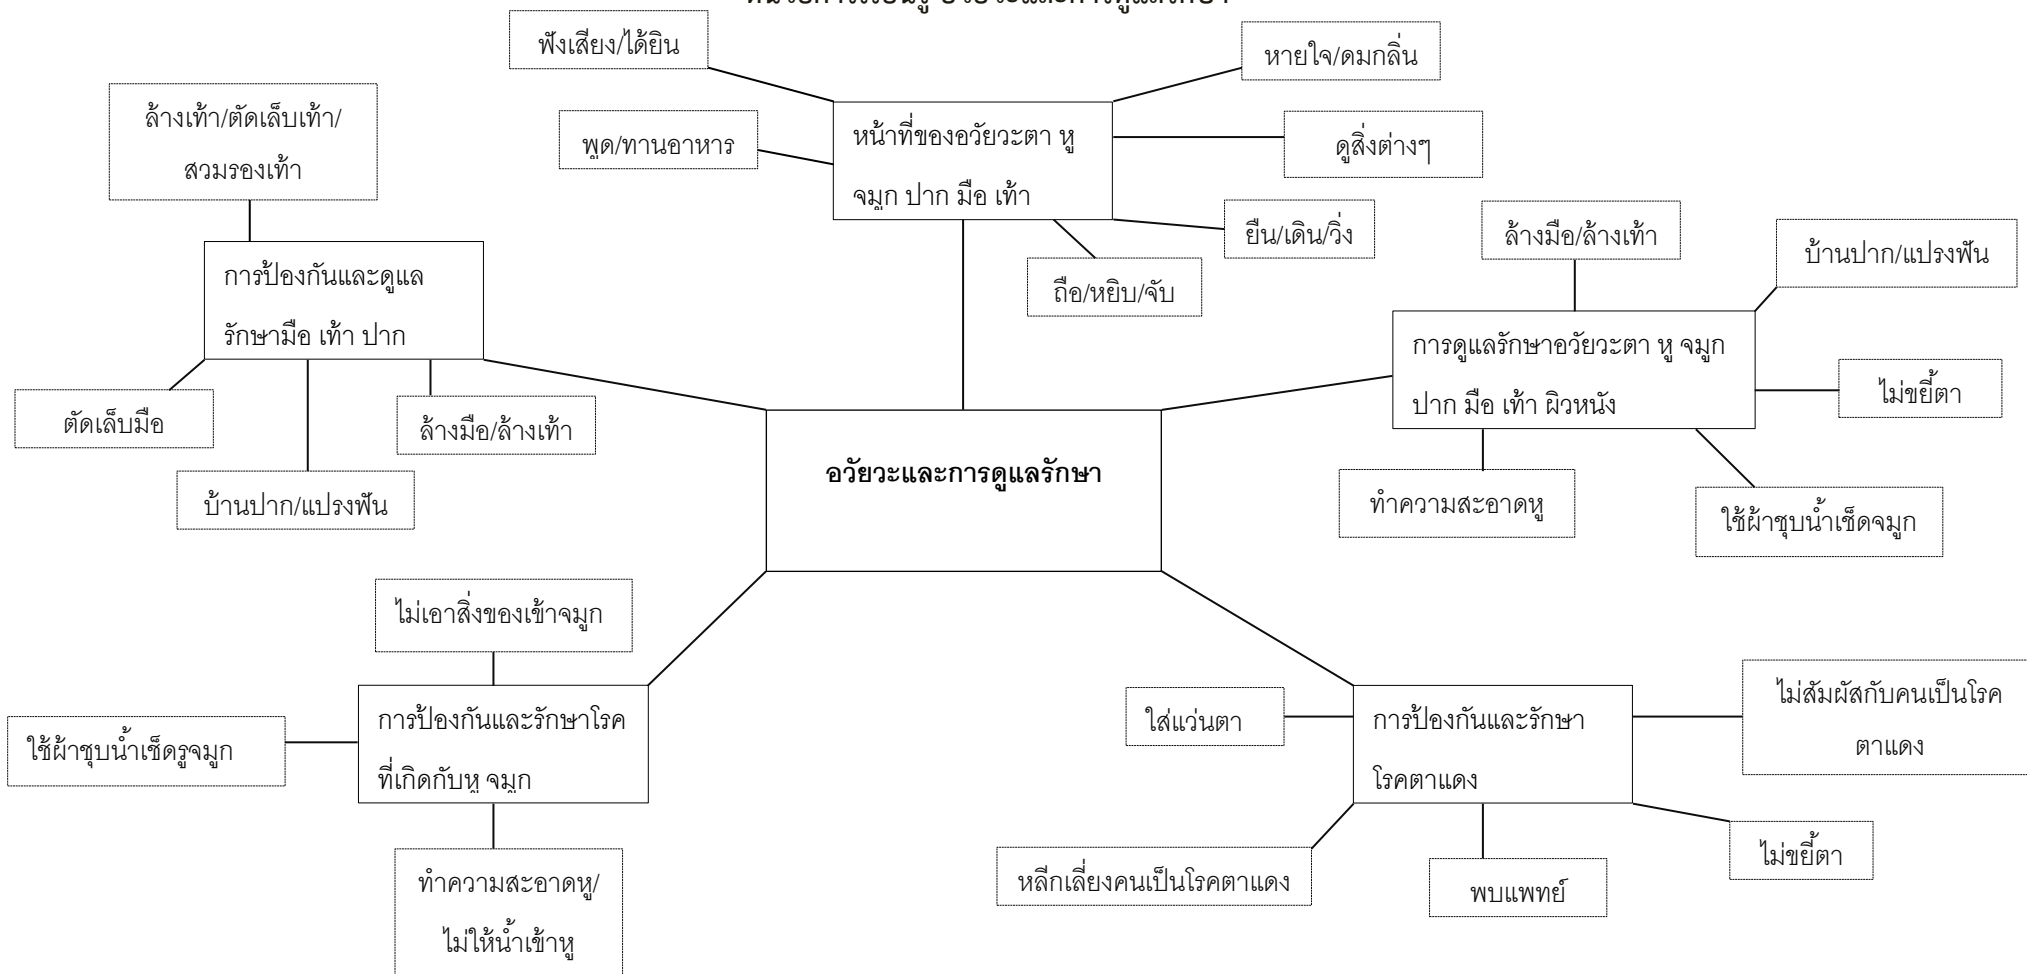 ฟังเสียง/ได้ยิน
หายใจ/ดมกลิ่น
พูด/ทานอาหาร
หน้าที่ของอวัยวะตา หู
จมูก ปาก มือ เท้า
ดูสิ่งต่างๆ
ยืน/เดิน/วิ่ง
ถือ/หยิบ/จับ
ล้างเท้า/ตัดเล็บเท้า/
สวมรองเท้า
การป้องกันและดูแล
รักษามือ เท้า ปาก
ตัดเล็บมือ
ล้างมือ/ล้างเท้า
บ้านปาก/แปรงฟัน
ล้างมือ/ล้างเท้า
บ้านปาก/แปรงฟัน
การดูแลรักษาอวัยวะตา หู จมูก
ปาก มือ เท้า ผิวหนัง
ไม่ขยี้ตา
ทำความสะอาดหู
ใช้ผ้าชุบน้ำเช็ดจมูก
อวัยวะและการดูแลรักษา
ไม่เอาสิ่งของเข้าจมูก
ใช้ผ้าชุบน้ำเช็ดรูจมูก
การป้องกันและรักษาโรค
ที่เกิดกับหู จมูก
ทำความสะอาดหู/
ไม่ให้น้ำเข้าหู
ใส่แว่นตา
การป้องกันและรักษา
โรคตาแดง
ไม่สัมผัสกับคนเป็นโรค
ตาแดง
หลีกเลี่ยงคนเป็นโรคตาแดง
พบแพทย์
ไม่ขยี้ตา